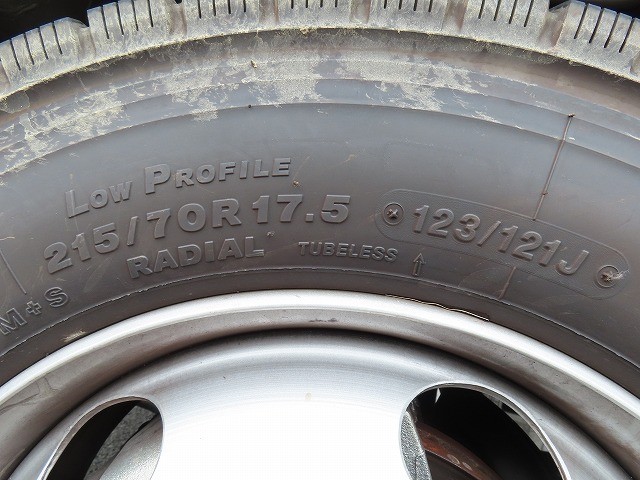 LOW PROFILE
215/70R17.5 123/121J
RADIAL TUBELESS
M+S